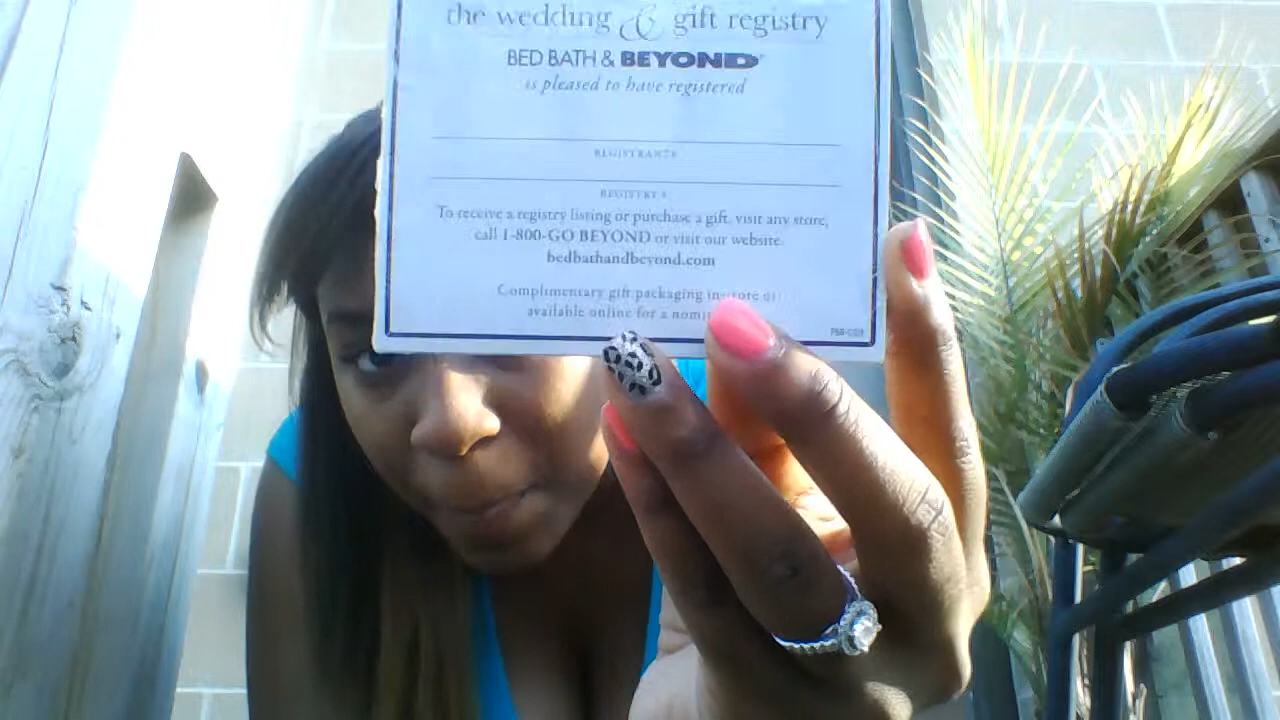 the wedding & gift registry
BED BATH & BEYOND
is pleased to have registered
REGISTRANTS
REGISTRY #
To receive a registry listing or purchase a gift, visit any store,
call 1-800-GO BEYOND or visit our website.
bedbathandbeyond.com
Complimentary gift packaging in-store or
available online for a